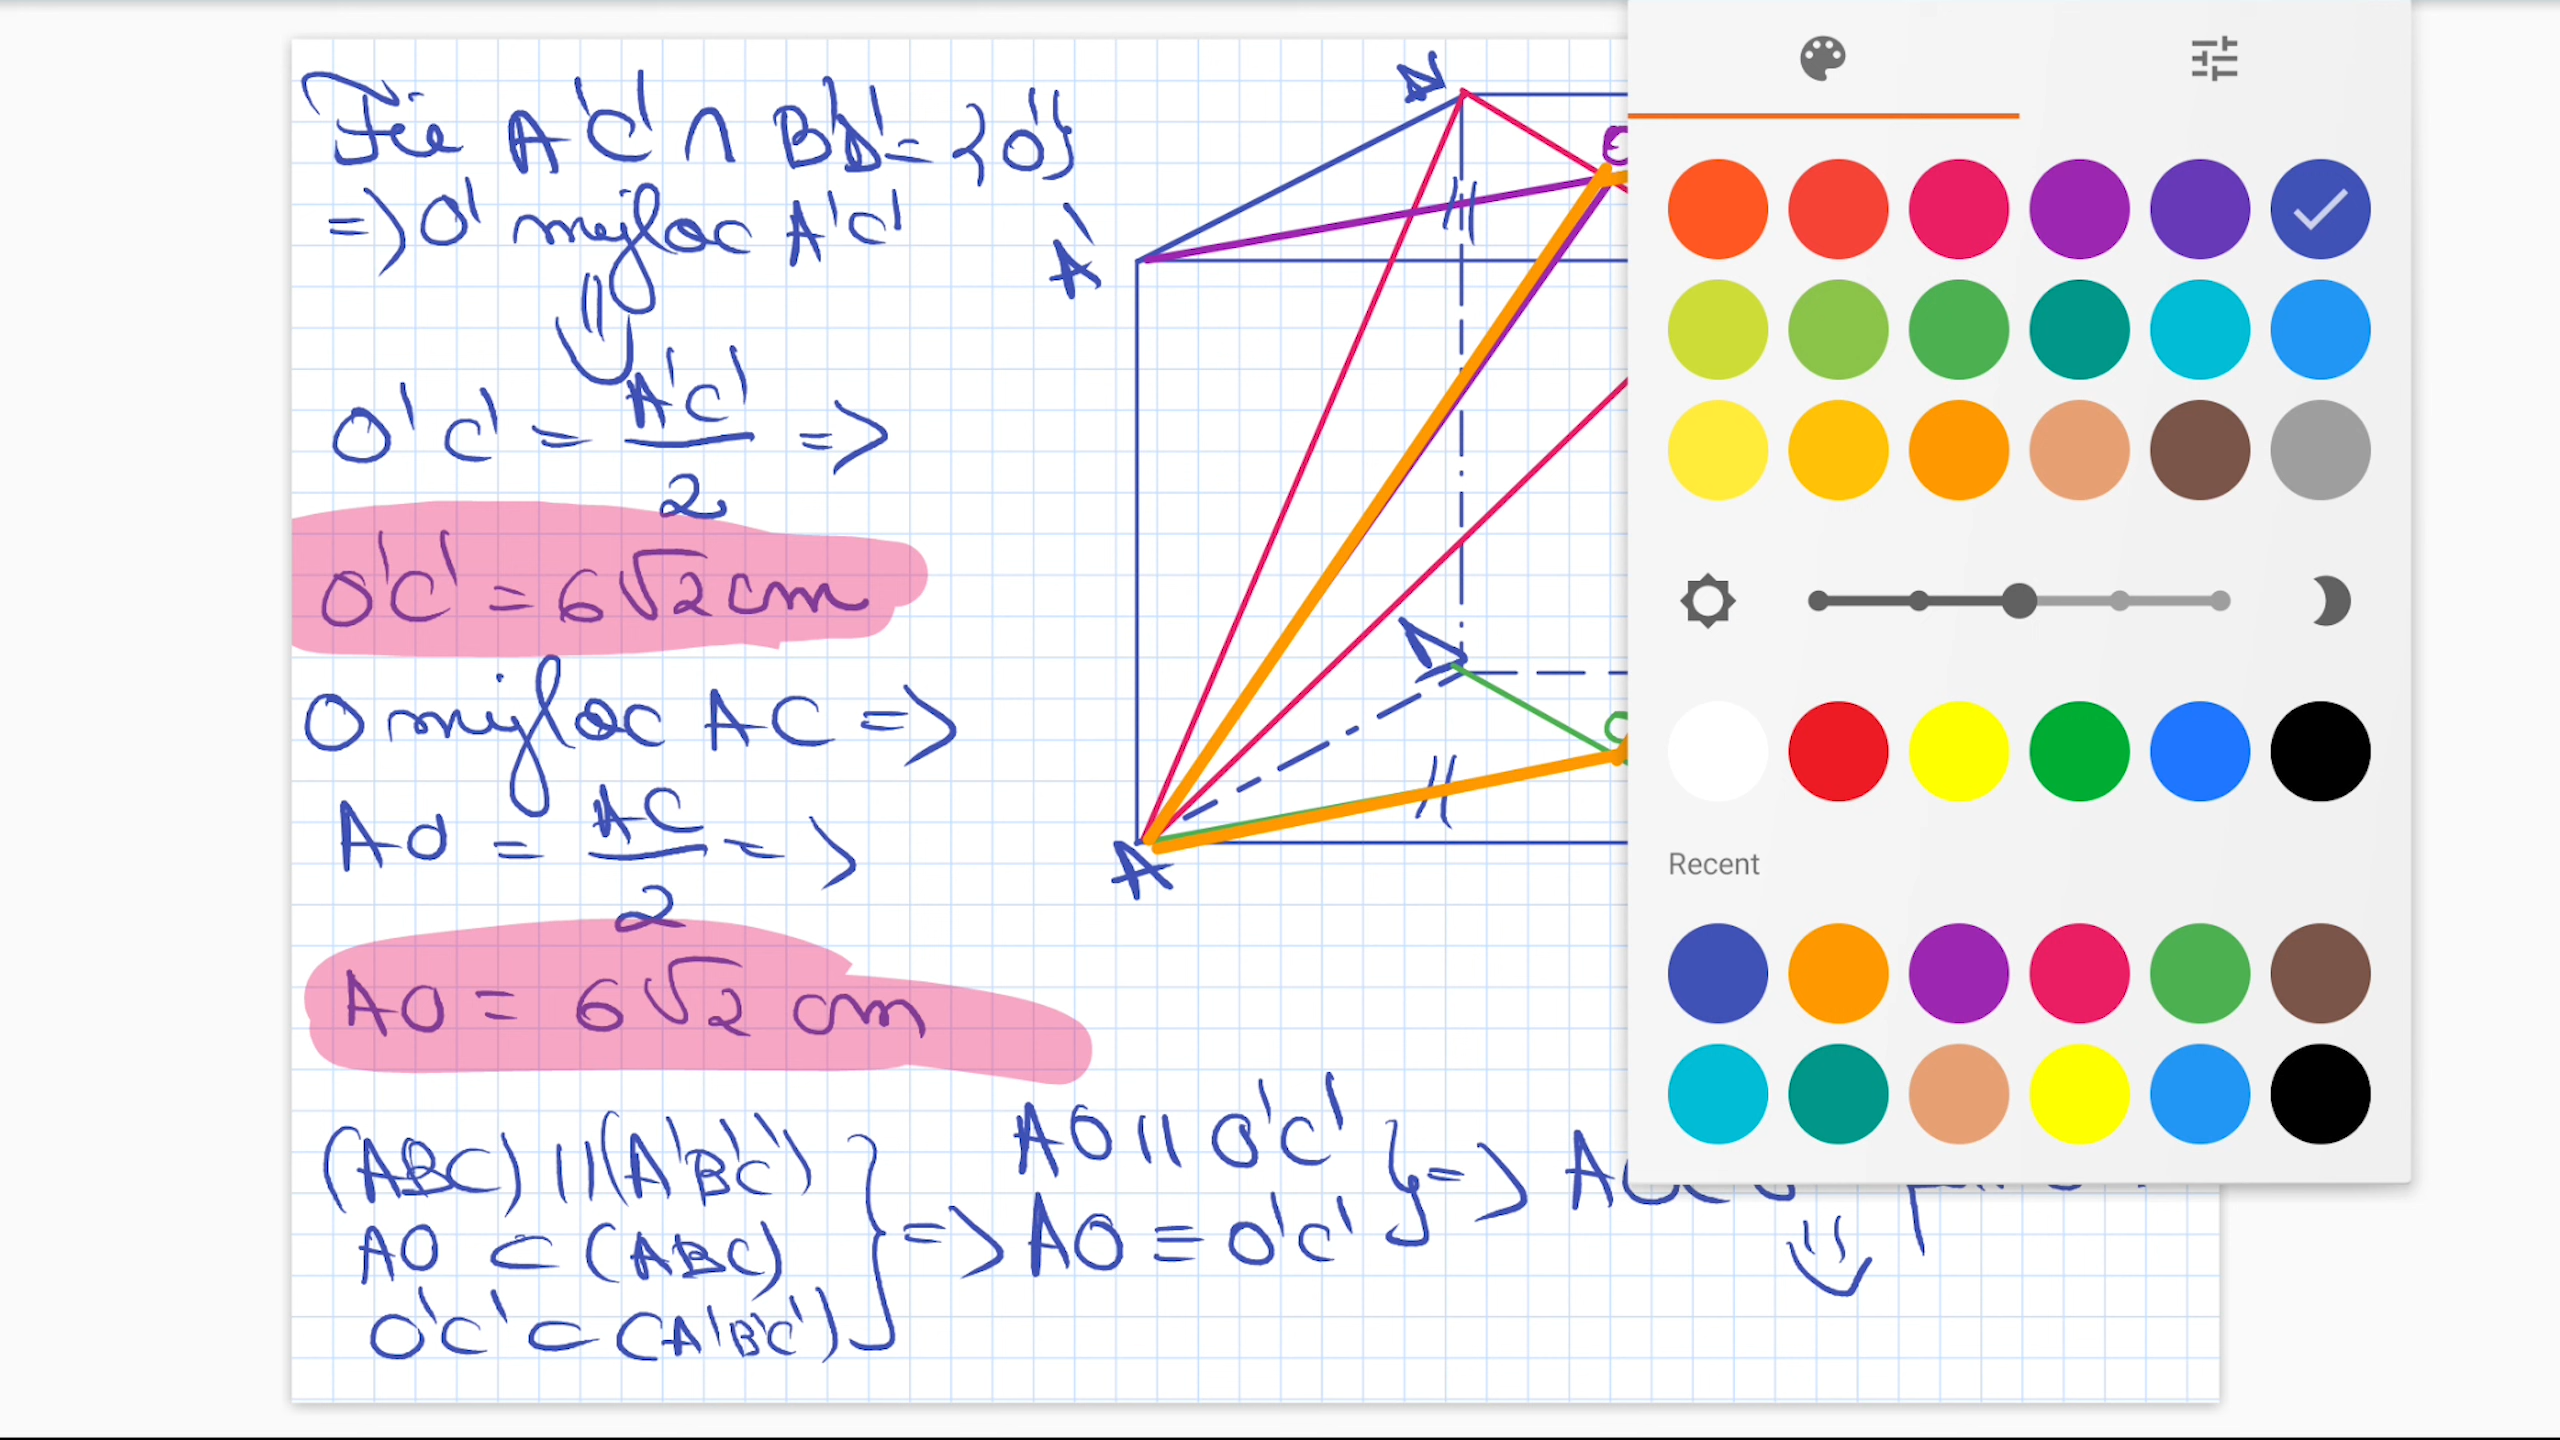 Fie A'C' ∩ B'D' = {O'}
=> O' mijloc A'C'
O'C' = A'C'/2 =>
O'C' = 6√2 cm
O mijloc AC =>
AO = AC/2 =>
AO = 6√2 cm
(ABC) || (A'B'C')
AO ⊂ (ABC)
O'C' ⊂ (A'B'C')
} => AO || O'C'
AO ≡ O'C'
} =>
A'
D
A
Recent